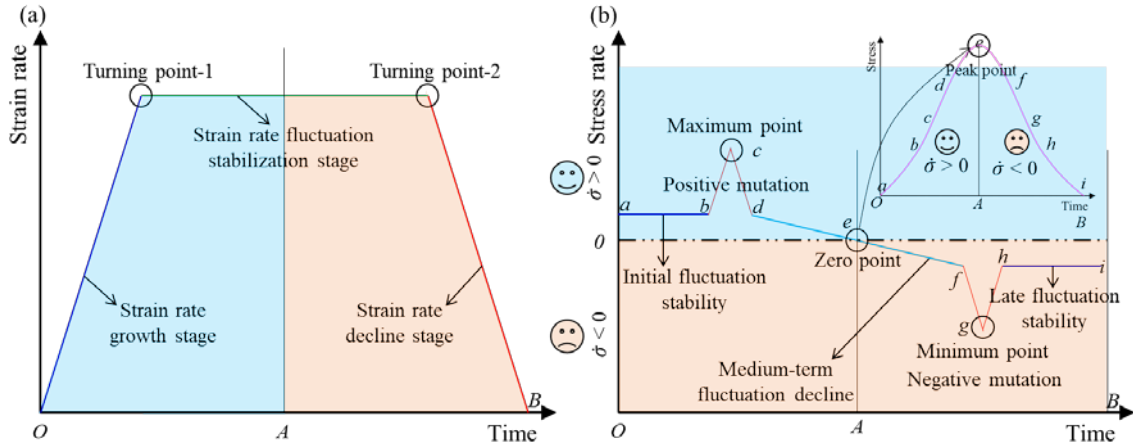 (a)
Strain rate
Turning point-1
Turning point-2
Strain rate fluctuation
stabilization stage
Strain rate
growth stage
Strain rate
decline stage
O
A
B
Time
(b)
Stress rate
σ̇ > 0
0
σ̇ < 0
Maximum point
c
Positive mutation
a
b
d
e
Zero point
Initial fluctuation
stability
f
h
i
Late fluctuation
stability
g
Minimum point
Negative mutation
Medium-term
fluctuation decline
O
A
B
Time
Stress
e
Peak point
d
f
c
g
b
h
σ̇ > 0
σ̇ < 0
a
i
O
A
Time
B